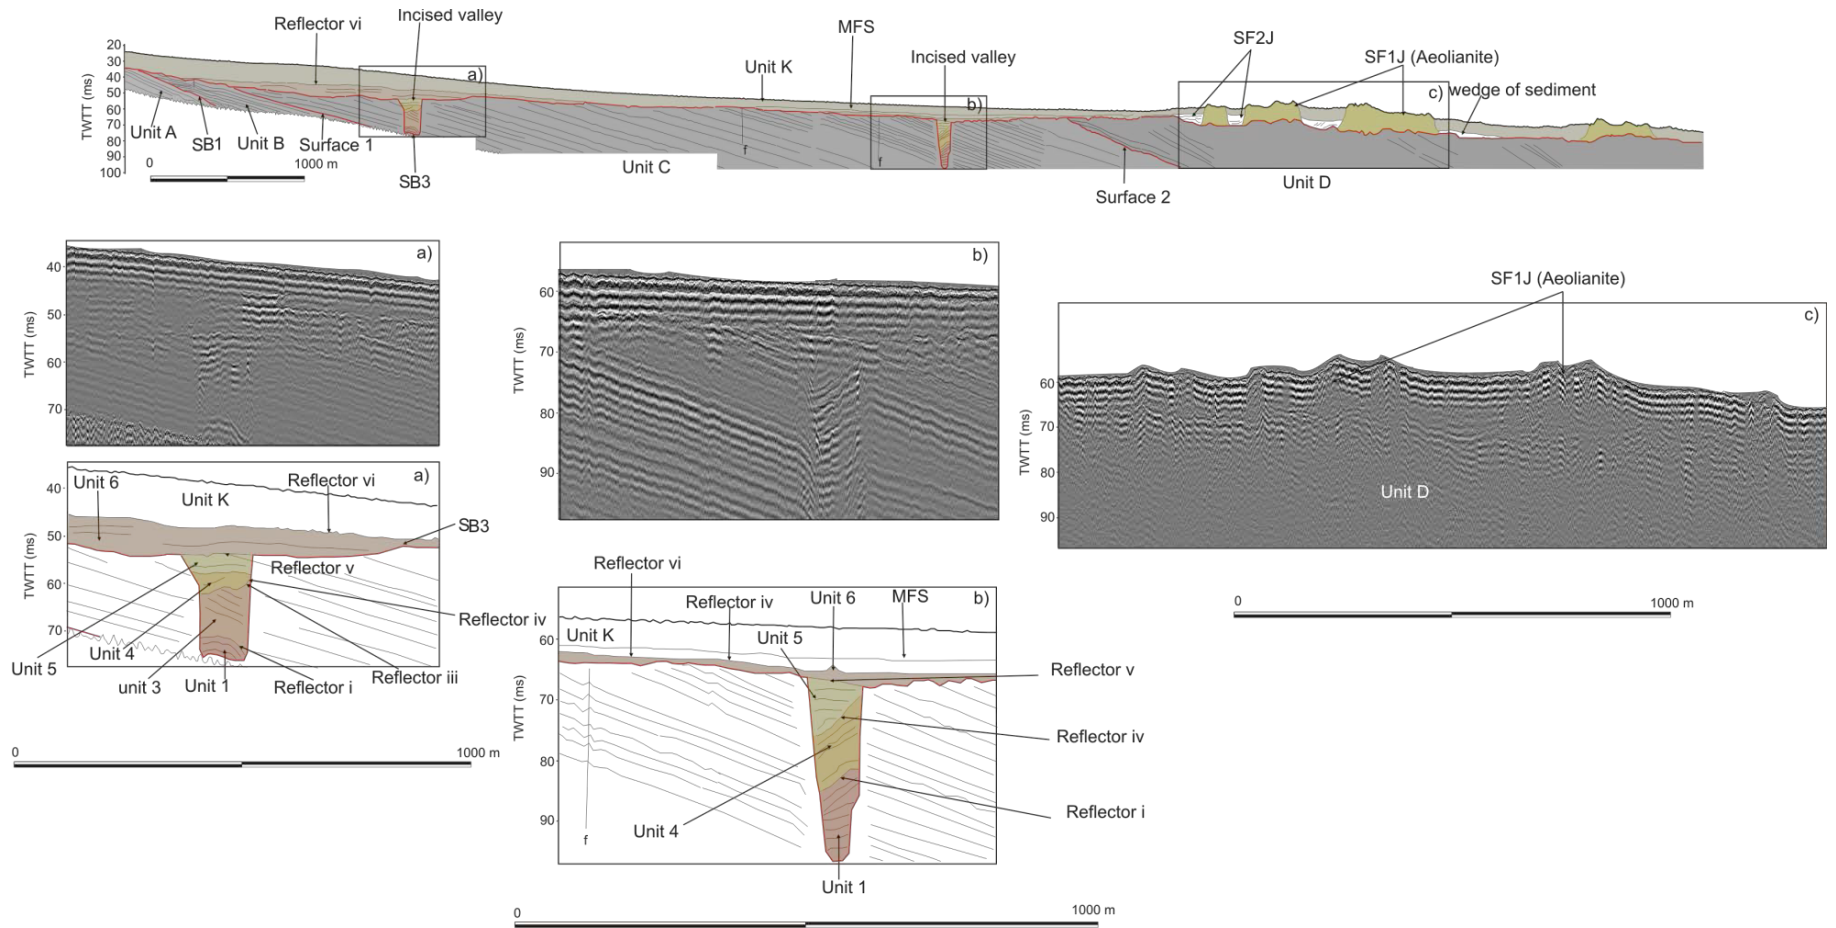 Incised valley
Reflector vi
MFS
SF2J
Incised valley
Unit K
SF1J (Aeolianite)
a)
b)
c)
wedge of sediment
TWTT (ms)
20
30
40
50
60
70
80
90
100
Unit A
SB1
Unit B
Surface 1
0
1000 m
SB3
Unit C
f
f
Surface 2
Unit D
a)
TWTT (ms)
40
50
60
70
b)
TWTT (ms)
60
70
80
90
SF1J (Aeolianite)
c)
TWTT (ms)
60
70
80
90
Unit D
0
1000 m
a)
TWTT (ms)
40
50
60
70
Unit 6
Unit K
Reflector vi
SB3
Reflector v
Reflector iv
Unit 5
Unit 4
unit 3
Unit 1
Reflector i
Reflector iii
0
1000 m
b)
TWTT (ms)
60
70
80
90
Reflector vi
Reflector iv
Unit 6
MFS
Unit K
Unit 5
Reflector v
Reflector iv
Reflector i
Unit 4
f
Unit 1
0
1000 m